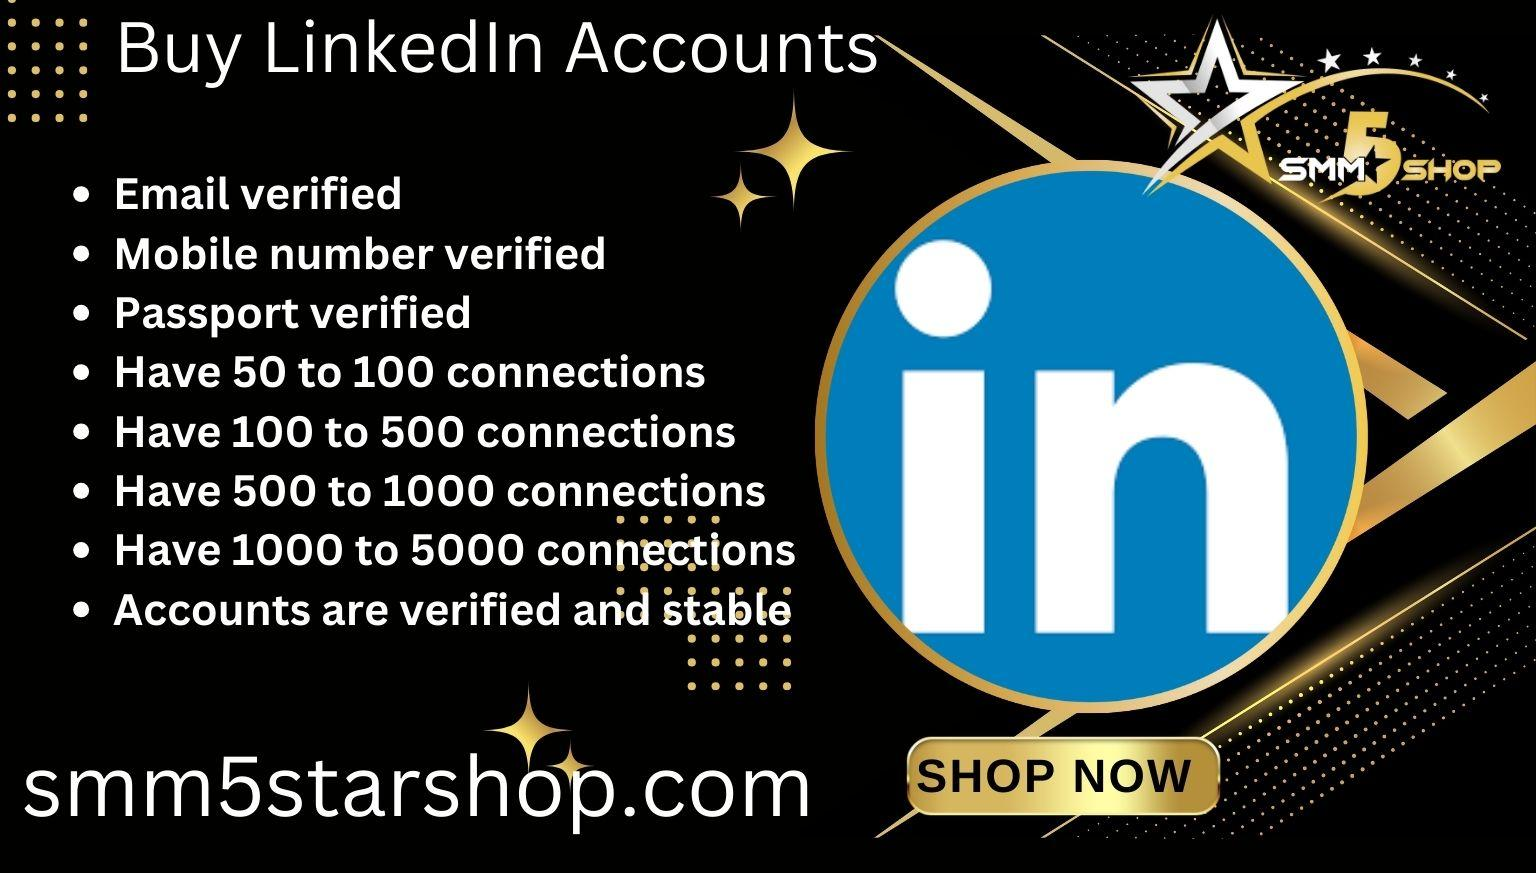 Buy LinkedIn Accounts
SMM 5 SHOP
• Email verified
• Mobile number verified
• Passport verified
• Have 50 to 100 connections
• Have 100 to 500 connections
• Have 500 to 1000 connections
• Have 1000 to 5000 connections
• Accounts are verified and stable
in
smm5starshop.com
SHOP NOW